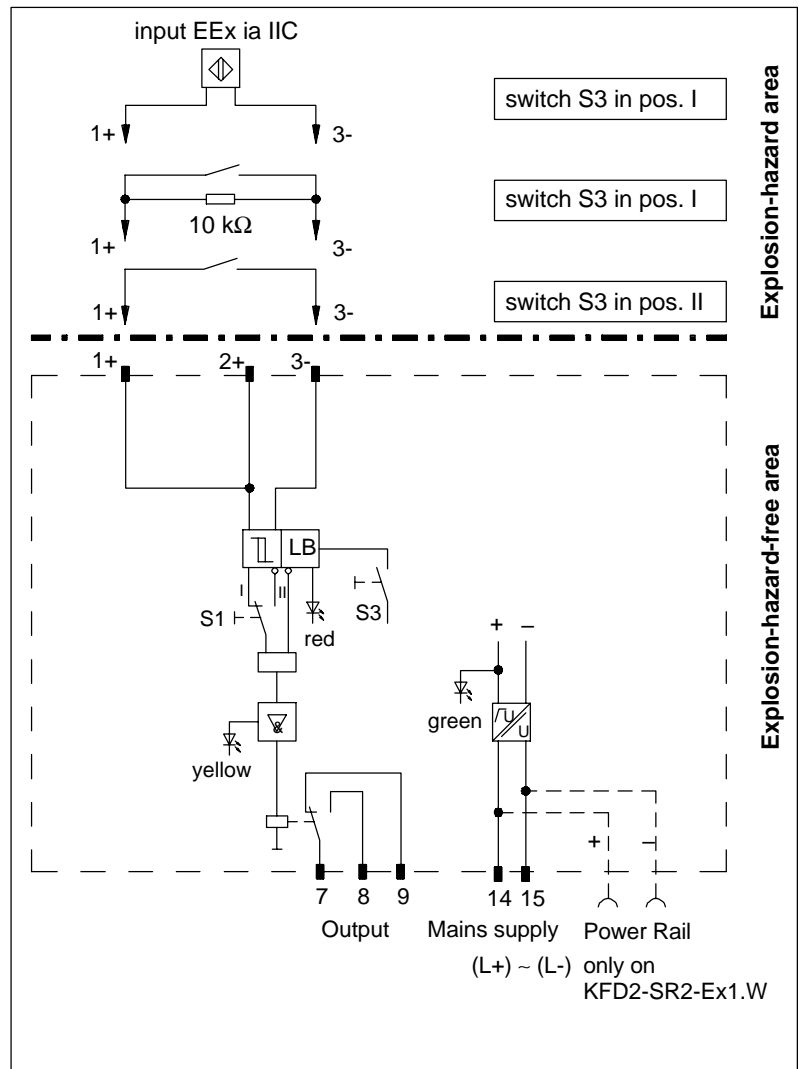 input EEx ia IIC
1+ 3-
switch S3 in pos. I
10 kΩ
1+ 3-
switch S3 in pos. I
1+ 3-
switch S3 in pos. II
Explosion-hazard area
1+ 2+ 3-
LB
I II
S1
red
S3
+ –
green
U
U
&
yellow
+ –
7 8 9 14 15
Output Mains supply Power Rail
(L+) ~ (L-) only on
KFD2-SR2-Ex1.W
Explosion-hazard-free area